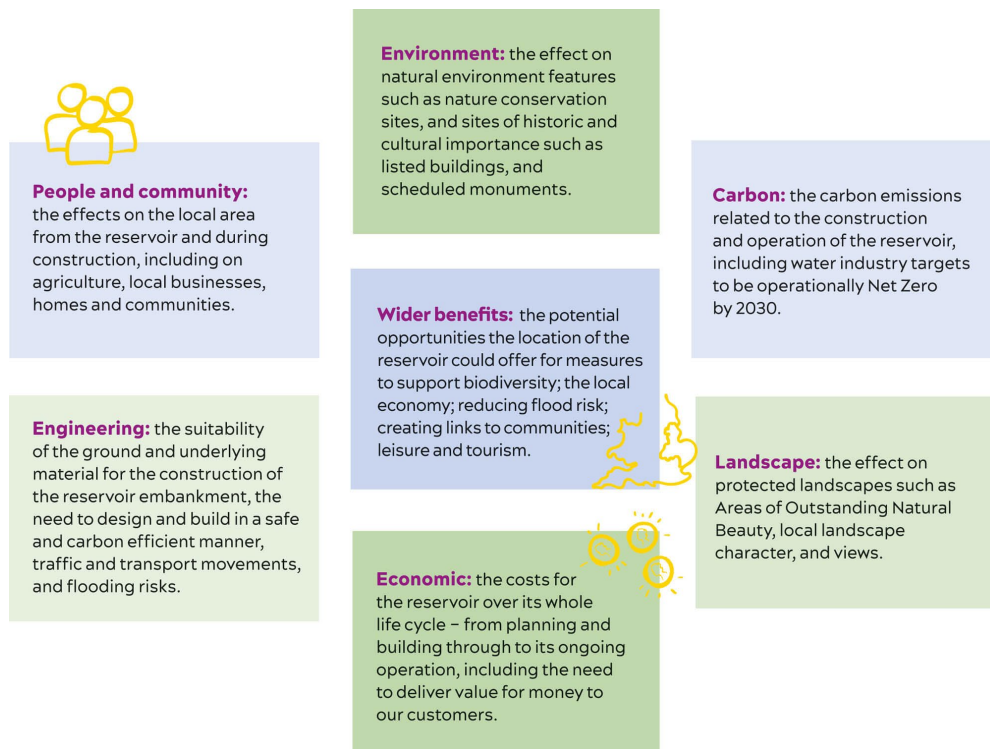 Environment: the effect on
natural environment features
such as nature conservation
sites, and sites of historic and
cultural importance such as
listed buildings, and
scheduled monuments.
People and community:
the effects on the local area
from the reservoir and during
construction, including on
agriculture, local businesses,
homes and communities.
Carbon: the carbon emissions
related to the construction
and operation of the reservoir,
including water industry targets
to be operationally Net Zero
by 2030.
Wider benefits: the potential
opportunities the location of the
reservoir could offer for measures
to support biodiversity; the local
economy; reducing flood risk;
creating links to communities;
leisure and tourism.
Engineering: the suitability
of the ground and underlying
material for the construction of
the reservoir embankment, the
need to design and build in a safe
and carbon efficient manner,
traffic and transport movements,
and flooding risks.
Landscape: the effect on
protected landscapes such as
Areas of Outstanding Natural
Beauty, local landscape
character, and views.
Economic: the costs for
the reservoir over its whole
life cycle – from planning and
building through to its ongoing
operation, including the need
to deliver value for money to
our customers.